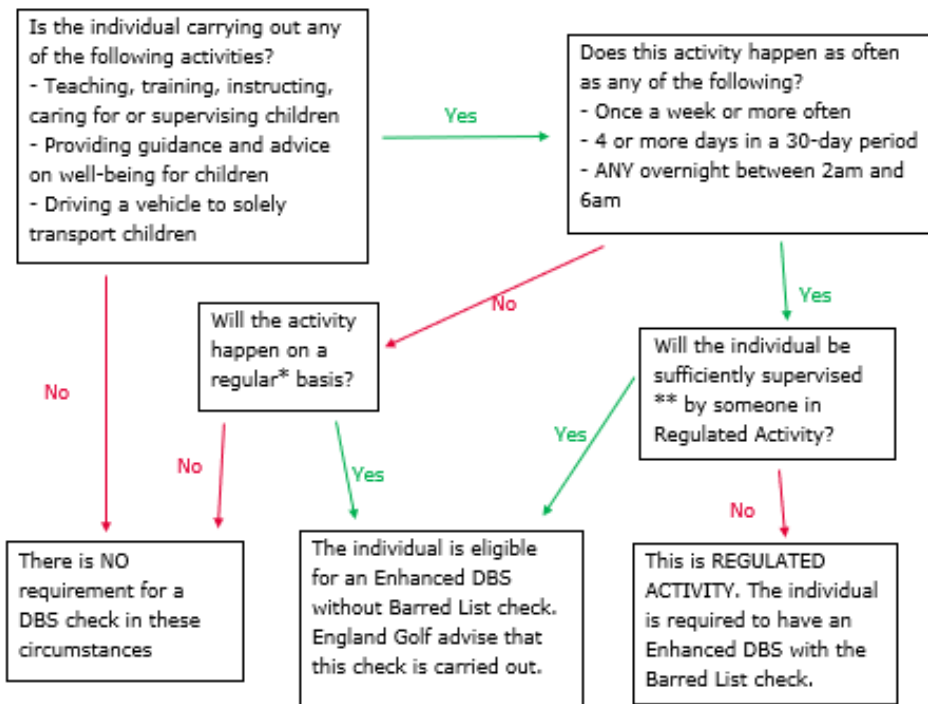 Is the individual carrying out any
of the following activities?
- Teaching, training, instructing,
caring for or supervising children
- Providing guidance and advice
on well-being for children
- Driving a vehicle to solely
transport children
Yes
Does this activity happen as often
as any of the following?
- Once a week or more often
- 4 or more days in a 30-day period
- ANY overnight between 2am and
6am
No
Yes
Will the activity
happen on a
regular* basis?
Will the individual be
sufficiently supervised
** by someone in
Regulated Activity?
No
No
Yes
Yes
No
There is NO
requirement for a
DBS check in these
circumstances
The individual is eligible
for an Enhanced DBS
without Barred List check.
England Golf advise that
this check is carried out.
This is REGULATED
ACTIVITY. The individual
is required to have an
Enhanced DBS with the
Barred List check.